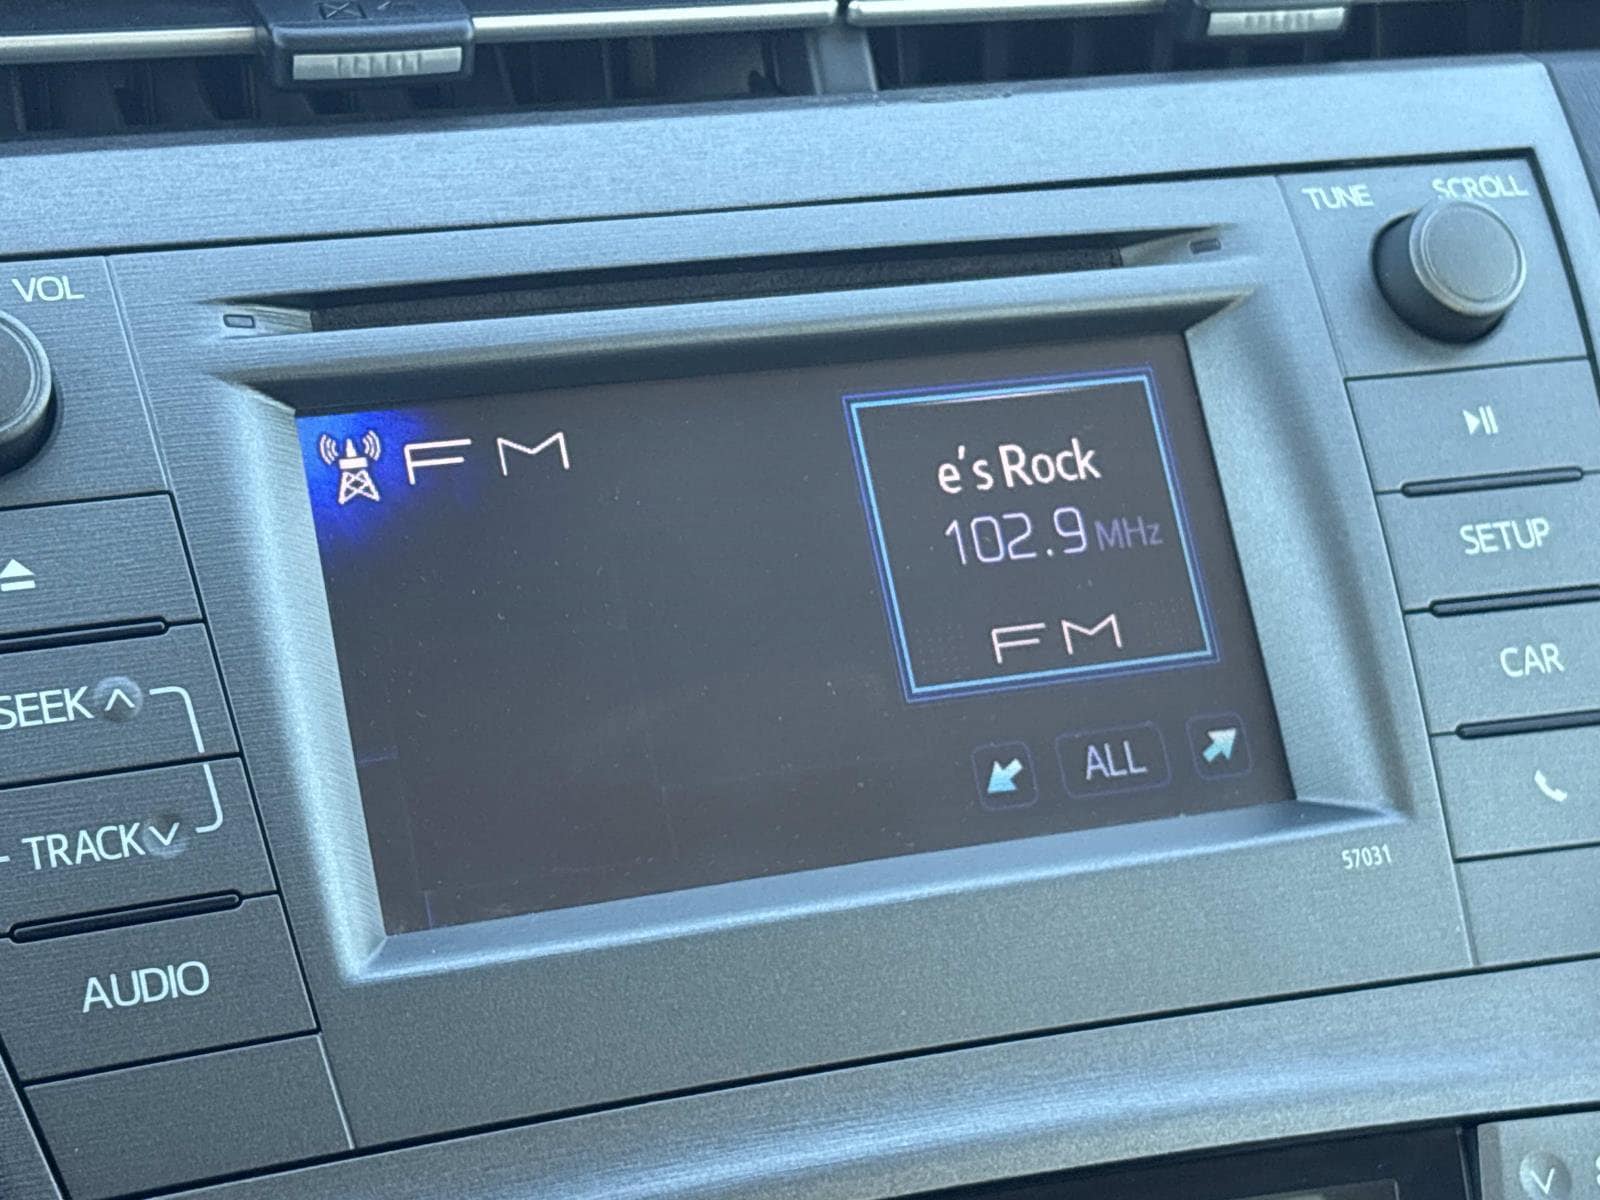 VOL
TUNE SCROLL
FM
e's Rock
102.9 MHz
FM
ALL
SEEK
TRACK
AUDIO
SETUP
CAR
57031